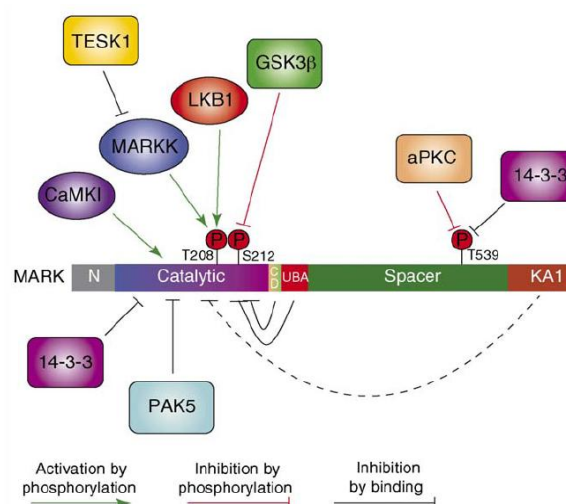 TESK1
GSK3β
LKB1
MARKK
aPKC
14-3-3
CaMKI
P P P
T208 S212 T539
MARK N Catalytic CD UBA Spacer KA1
14-3-3
PAK5
Activation by phosphorylation
Inhibition by phosphorylation
Inhibition by binding